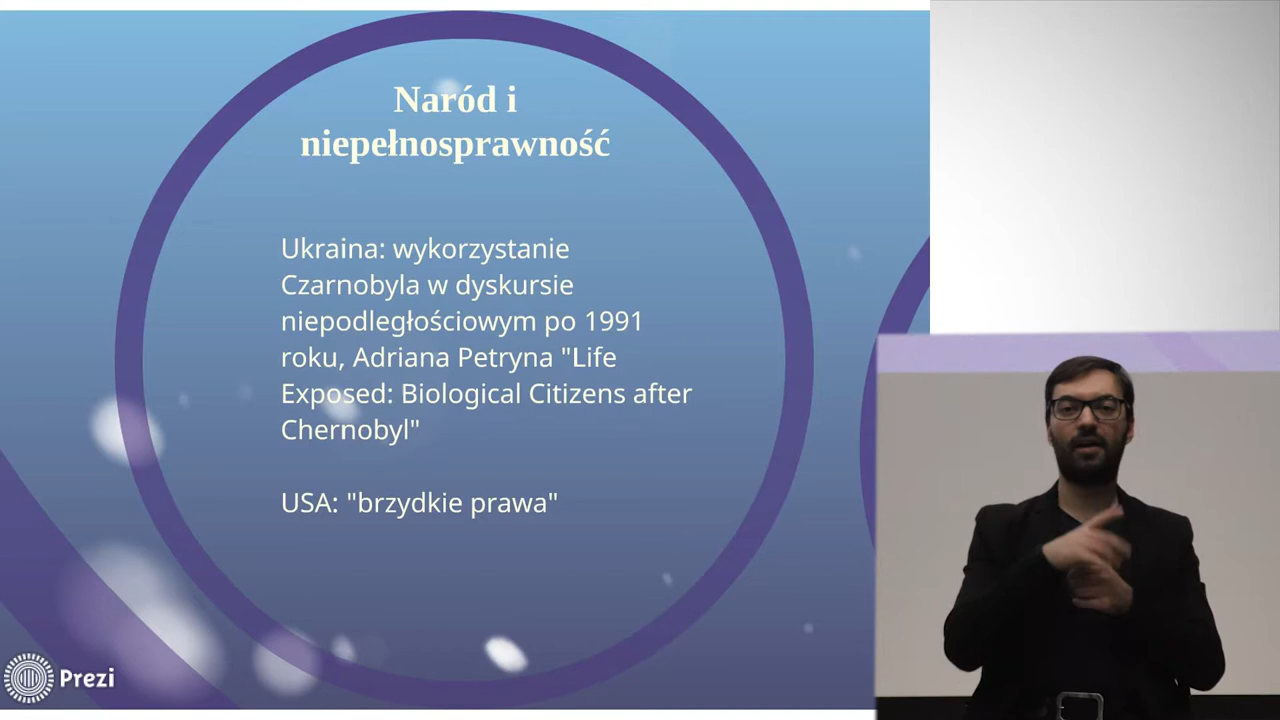 Naród i
niepełnosprawność
Ukraina: wykorzystanie
Czarnobyla w dyskursie
niepodległościowym po 1991
roku, Adriana Petryna "Life
Exposed: Biological Citizens after
Chernobyl"
USA: "brzydkie prawa"
Prezi